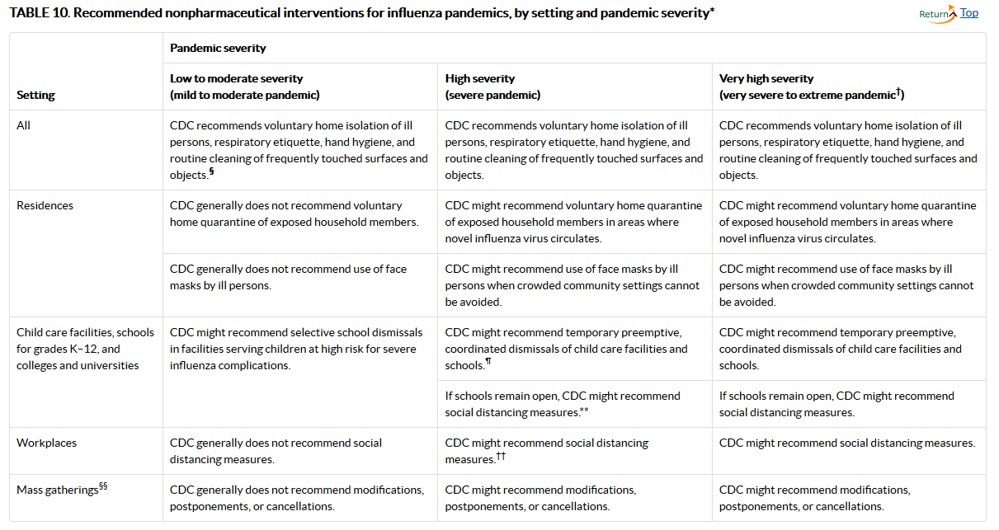 TABLE 10. Recommended nonpharmaceutical interventions for influenza pandemics, by setting and pandemic severity*
Return Top
Setting
Pandemic severity
Low to moderate severity
(mild to moderate pandemic)
High severity
(severe pandemic)
Very high severity
(very severe to extreme pandemic†)
All
CDC recommends voluntary home isolation of ill
persons, respiratory etiquette, hand hygiene, and
routine cleaning of frequently touched surfaces and
objects.§
CDC recommends voluntary home isolation of ill
persons, respiratory etiquette, hand hygiene, and
routine cleaning of frequently touched surfaces and
objects.
CDC recommends voluntary home isolation of ill
persons, respiratory etiquette, hand hygiene, and
routine cleaning of frequently touched surfaces and
objects.
Residences
CDC generally does not recommend voluntary
home quarantine of exposed household members.
CDC might recommend voluntary home quarantine
of exposed household members in areas where
novel influenza virus circulates.
CDC might recommend voluntary home quarantine
of exposed household members in areas where
novel influenza virus circulates.
CDC generally does not recommend use of face
masks by ill persons.
CDC might recommend use of face masks by ill
persons when crowded community settings cannot
be avoided.
CDC might recommend use of face masks by ill
persons when crowded community settings cannot
be avoided.
Child care facilities, schools
for grades K–12, and
colleges and universities
CDC might recommend selective school dismissals
in facilities serving children at high risk for severe
influenza complications.
CDC might recommend temporary preemptive,
coordinated dismissals of child care facilities and
schools.¶
CDC might recommend temporary preemptive,
coordinated dismissals of child care facilities and
schools.
If schools remain open, CDC might recommend
social distancing measures.**
If schools remain open, CDC might recommend
social distancing measures.
Workplaces
CDC generally does not recommend social
distancing measures.
CDC might recommend social distancing
measures.††
CDC might recommend social distancing measures.
Mass gatherings§§
CDC generally does not recommend modifications,
postponements, or cancellations.
CDC might recommend modifications,
postponements, or cancellations.
CDC might recommend modifications,
postponements, or cancellations.